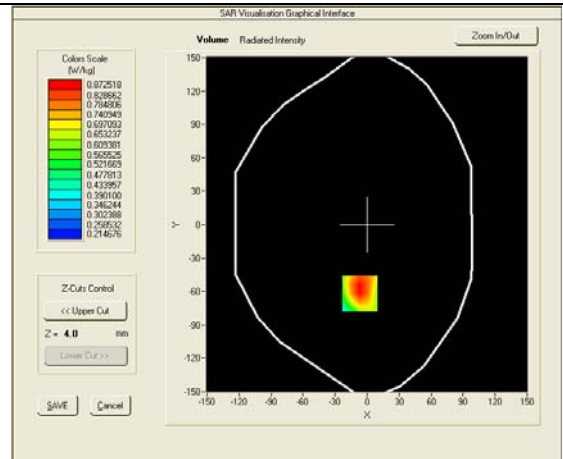 SAR Visualisation Graphical Interface
Volume Radiated Intensity
Zoom In/Out
Colors Scale
(W/kg)
0.872518
0.828662
0.784806
0.740949
0.697093
0.653237
0.609381
0.565525
0.521669
0.477813
0.433957
0.390100
0.346244
0.302388
0.258532
0.214676
Z-Cuts Control
<< Upper Cut
Z = 4.0 mm
Lower Cut >>
SAVE Cancel
150
120
90
60
30
0
-30
-60
-90
-120
-150
Y
-150 -120 -90 -60 -30 0 30 60 90 120 150
X